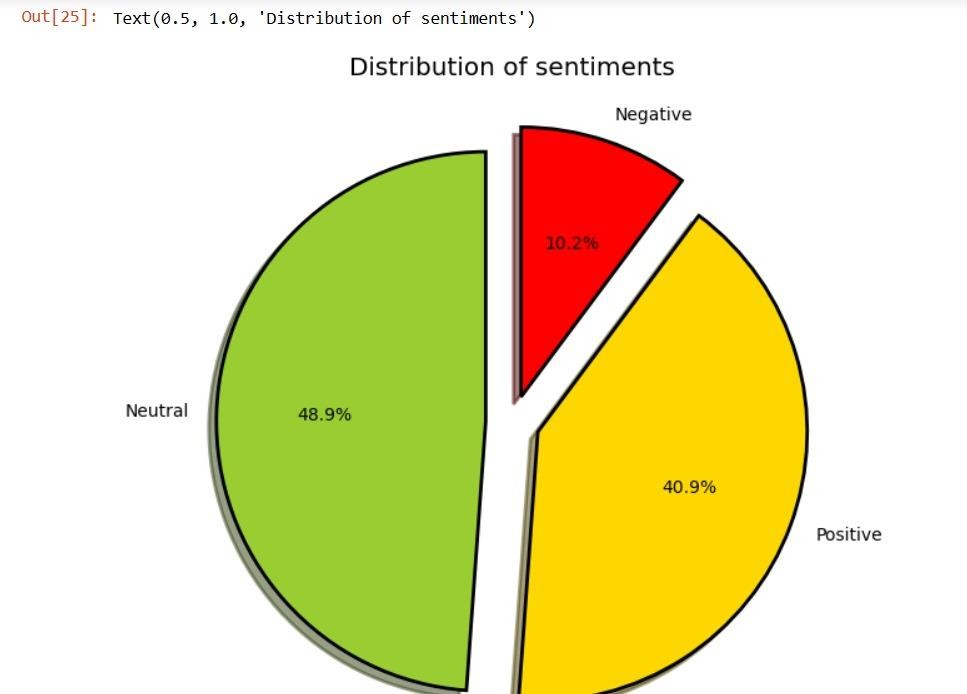 Out[25]: Text(0.5, 1.0, 'Distribution of sentiments')
Distribution of sentiments
Negative
10.2%
Neutral
48.9%
40.9%
Positive